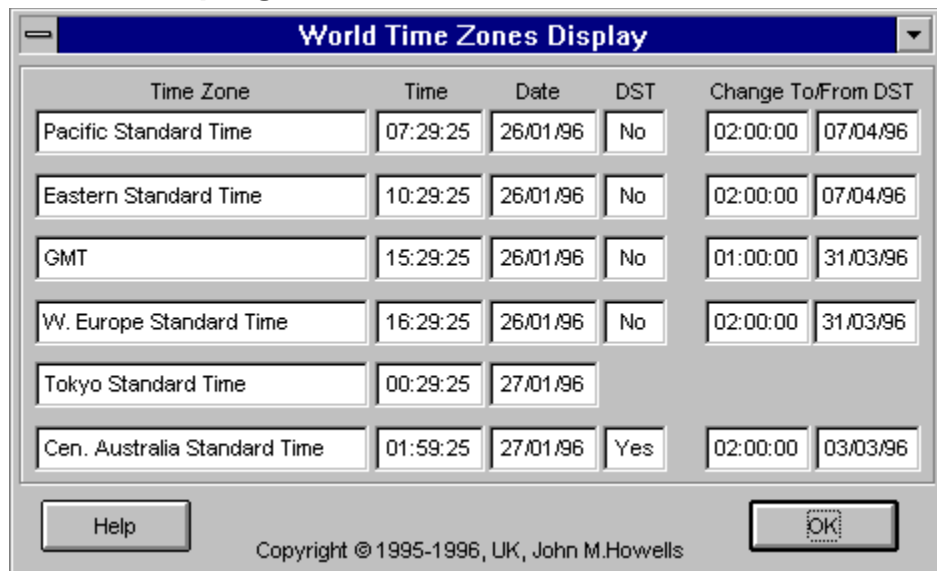 World Time Zones Display
Time Zone Time Date DST Change To/From DST
Pacific Standard Time 07:29:25 26/01/96 No 02:00:00 07/04/96
Eastern Standard Time 10:29:25 26/01/96 No 02:00:00 07/04/96
GMT 15:29:25 26/01/96 No 01:00:00 31/03/96
W. Europe Standard Time 16:29:25 26/01/96 No 02:00:00 31/03/96
Tokyo Standard Time 00:29:25 27/01/96
Cen. Australia Standard Time 01:59:25 27/01/96 Yes 02:00:00 03/03/96
Help OK
Copyright © 1995-1996, UK, John M.Howells